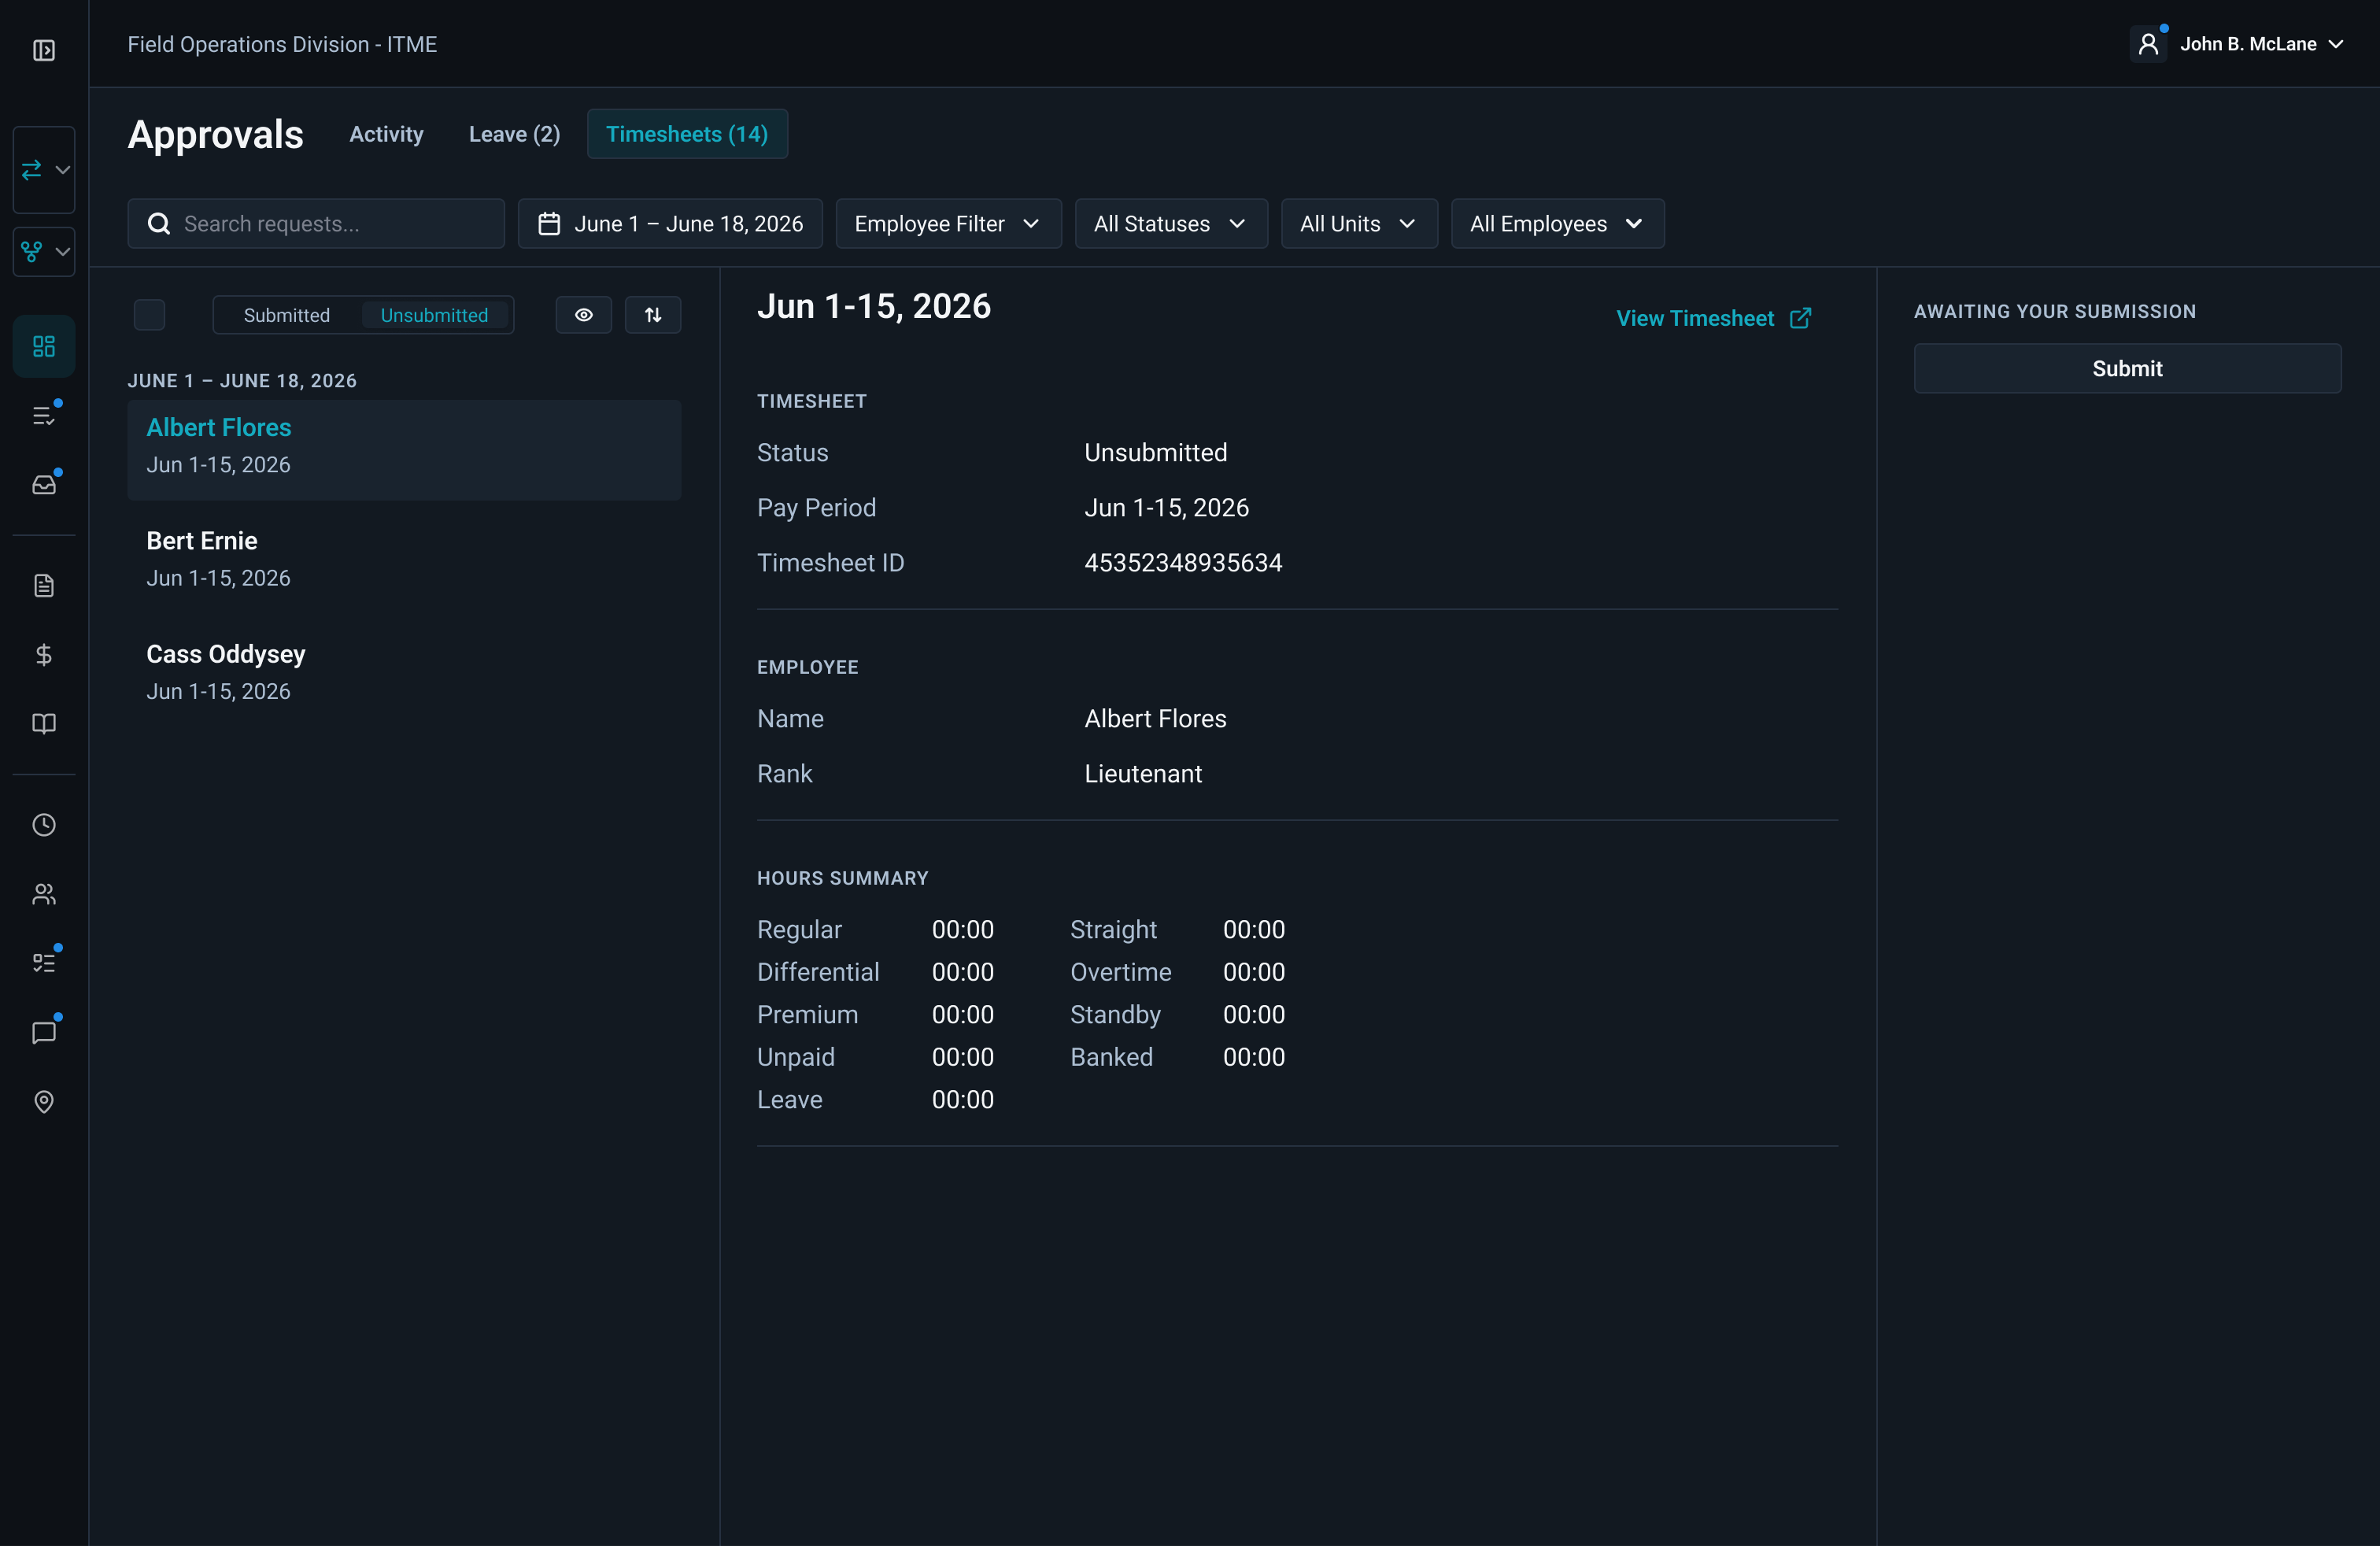 Field Operations Division - ITME
John B. McLane
Approvals
Activity
Leave (2)
Timesheets (14)
Search requests...
June 1 – June 18, 2026
Employee Filter
All Statuses
All Units
All Employees
Submitted
Unsubmitted
JUNE 1 – JUNE 18, 2026
Albert Flores
Jun 1-15, 2026
Bert Ernie
Jun 1-15, 2026
Cass Oddysey
Jun 1-15, 2026
Jun 1-15, 2026
View Timesheet
TIMESHEET
Status Unsubmitted
Pay Period Jun 1-15, 2026
Timesheet ID 45352348935634
EMPLOYEE
Name Albert Flores
Rank Lieutenant
HOURS SUMMARY
Regular 00:00 Straight 00:00
Differential 00:00 Overtime 00:00
Premium 00:00 Standby 00:00
Unpaid 00:00 Banked 00:00
Leave 00:00
AWAITING YOUR SUBMISSION
Submit